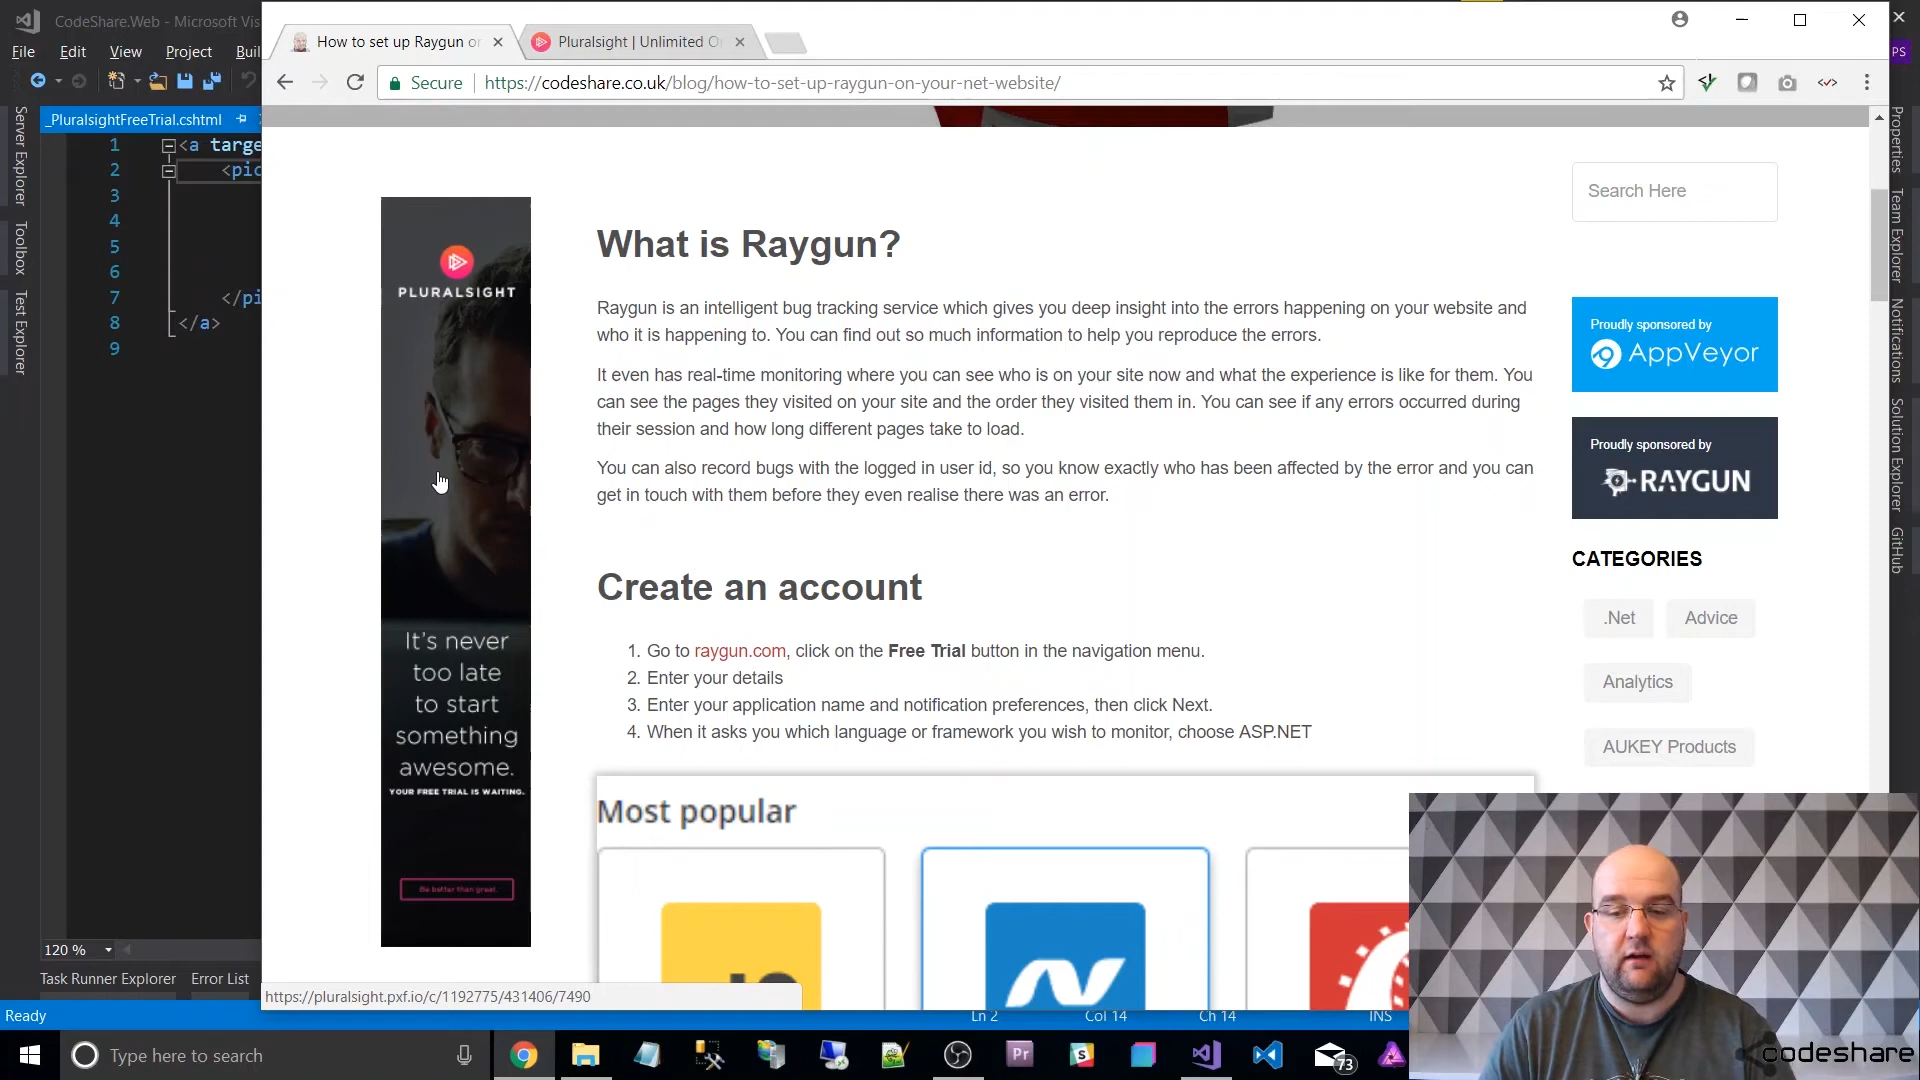 CodeShare.Web - Microsoft Vis
File Edit View Project Buil
_PluralsightFreeTrial.cshtml
Server Explorer
Toolbox
Test Explorer
1 <a targe
2 <pic
3
4
5
6
7 </pi
8 </a>
9
120 %
Task Runner Explorer Error List
Ready
Ln 2 Col 14 Ch 14 INS
How to set up Raygun or
Pluralsight | Unlimited O
Secure https://codeshare.co.uk/blog/how-to-set-up-raygun-on-your-net-website/
PLURALSIGHT
It's never
too late
to start
something
awesome.
YOUR FREE TRIAL IS WAITING.
Be better than great.
What is Raygun?
Raygun is an intelligent bug tracking service which gives you deep insight into the errors happening on your website and
who it is happening to. You can find out so much information to help you reproduce the errors.
It even has real-time monitoring where you can see who is on your site now and what the experience is like for them. You
can see the pages they visited on your site and the order they visited them in. You can see if any errors occurred during
their session and how long different pages take to load.
You can also record bugs with the logged in user id, so you know exactly who has been affected by the error and you can
get in touch with them before they even realise there was an error.
Create an account
1. Go to raygun.com, click on the Free Trial button in the navigation menu.
2. Enter your details
3. Enter your application name and notification preferences, then click Next.
4. When it asks you which language or framework you wish to monitor, choose ASP.NET
Most popular
Search Here
Proudly sponsored by
AppVeyor
Proudly sponsored by
RAYGUN
CATEGORIES
.Net Advice
Analytics
AUKEY Products
https://pluralsight.pxf.io/c/1192775/431406/7490
PS
Properties
Team Explorer
Notifications
Solution Explorer
GitHub
Type here to search
Pr
S
73
codeshare